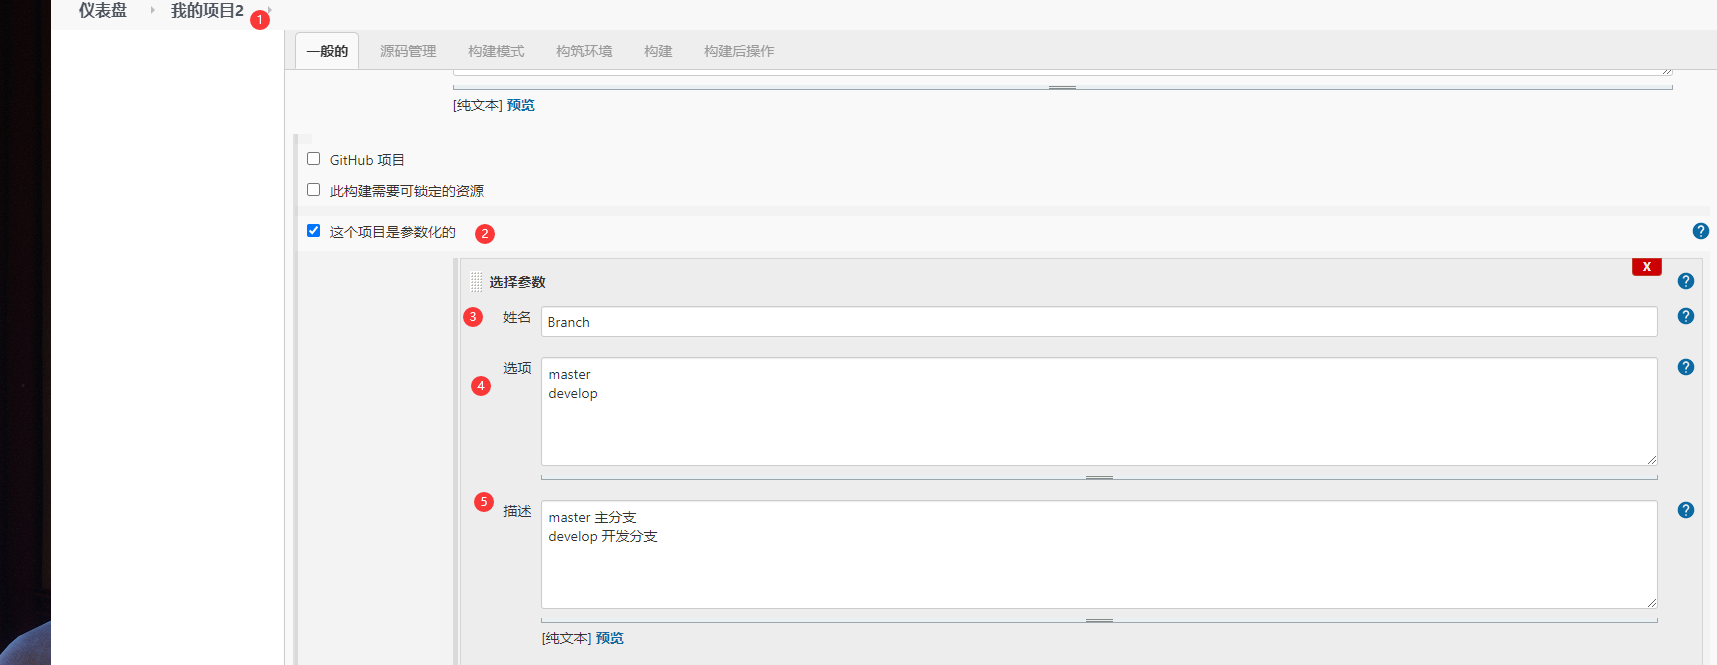 仪表盘 我的项目2 1
一般的 源码管理 构建模式 构筑环境 构建 构建后操作
[纯文本] 预览
GitHub 项目
此构建需要可锁定的资源
这个项目是参数化的 2 ?
X
选择参数 ?
3 姓名 Branch ?
选项 master ?
4 develop
5 描述 master 主分支 ?
develop 开发分支
[纯文本] 预览